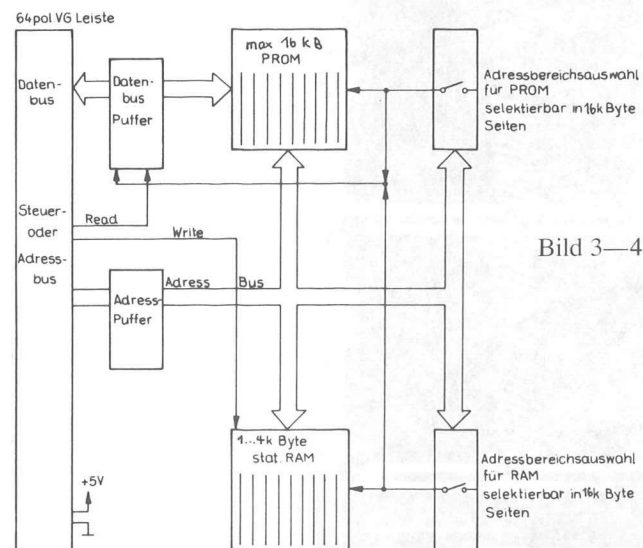 64pol VG Leiste
Daten-
bus
Daten-
bus
Puffer
max 16 kB
PROM
Adressbereichsauswahl
für PROM
selektierbar in 16k Byte
Seiten
Steuer-
oder
Adress-
bus
Read
Write
Adress Bus
Adress-
Puffer
Bild 3—4
1...4k Byte
stat. RAM
Adressbereichsauswahl
für RAM
selektierbar in 16k Byte
Seiten
+5V